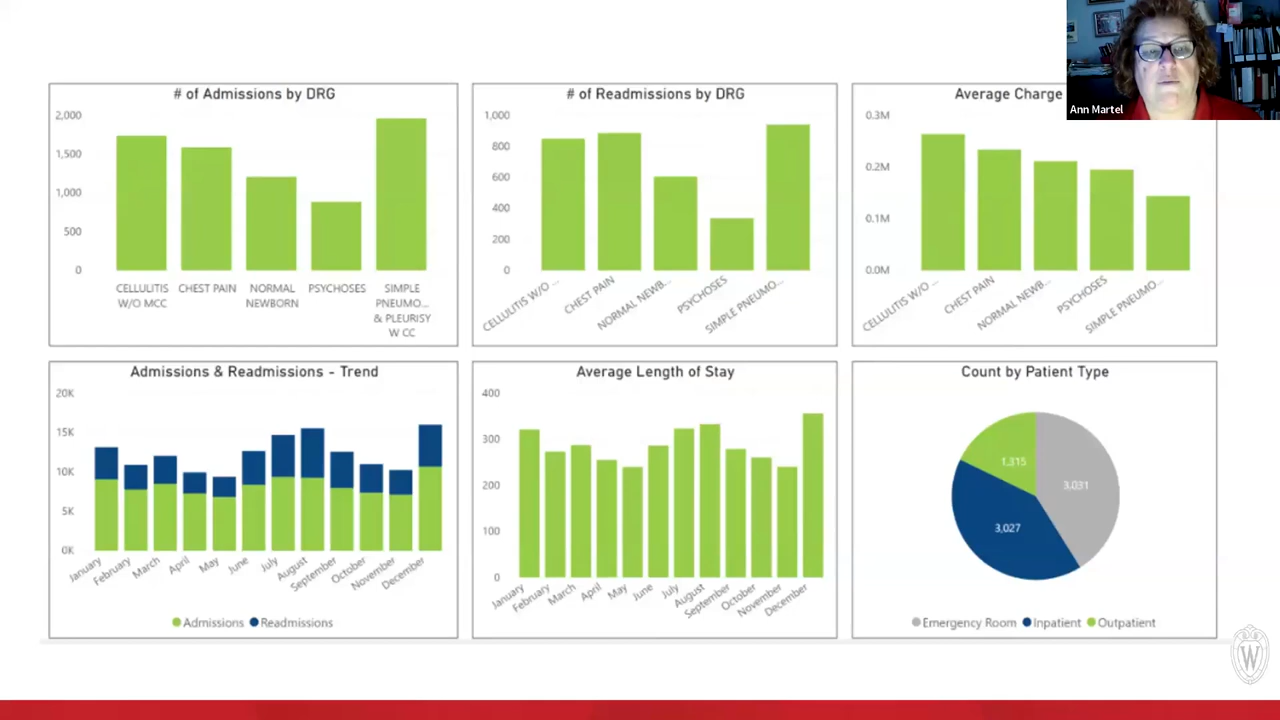 Ann Martel
# of Admissions by DRG
2,000
1,500
1,000
500
0
CELLULITIS
W/O MCC
CHEST PAIN
NORMAL
NEWBORN
PSYCHOSES
SIMPLE
PNEUMO...
& PLEURISY
W CC
# of Readmissions by DRG
1,000
800
600
400
200
0
CELLULITIS W/O ...
CHEST PAIN
NORMAL NEWB...
PSYCHOSES
SIMPLE PNEUMO...
Average Charge
0.3M
0.2M
0.1M
0.0M
CELLULITIS W/O ...
CHEST PAIN
NORMAL NEWB...
PSYCHOSES
SIMPLE PNEUMO...
Admissions & Readmissions - Trend
20K
15K
10K
5K
0K
January
February
March
April
May
June
July
August
September
October
November
December
Admissions
Readmissions
Average Length of Stay
400
300
200
100
0
January
February
March
April
May
June
July
August
September
October
November
December
Count by Patient Type
1,315
3,031
3,027
Emergency Room
Inpatient
Outpatient
W